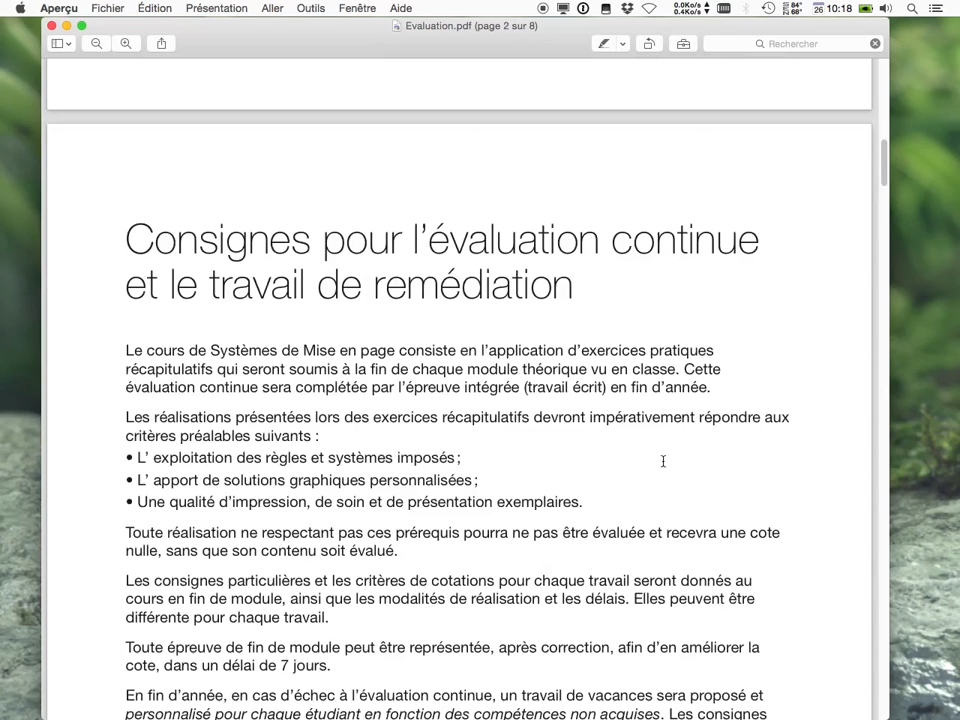 Aperçu Fichier Édition Présentation Aller Outils Fenêtre Aide 0.0Ko/s 0.4Ko/s 84° 68° 26 10:18
Evaluation.pdf (page 2 sur 8)
Rechercher
Consignes pour l’évaluation continue
et le travail de remédiation
Le cours de Systèmes de Mise en page consiste en l’application d’exercices pratiques
récapitulatifs qui seront soumis à la fin de chaque module théorique vu en classe. Cette
évaluation continue sera complétée par l’épreuve intégrée (travail écrit) en fin d’année.
Les réalisations présentées lors des exercices récapitulatifs devront impérativement répondre aux
critères préalables suivants :
• L’ exploitation des règles et systèmes imposés ;
• L’ apport de solutions graphiques personnalisées ;
• Une qualité d’impression, de soin et de présentation exemplaires.
Toute réalisation ne respectant pas ces prérequis pourra ne pas être évaluée et recevra une cote
nulle, sans que son contenu soit évalué.
Les consignes particulières et les critères de cotations pour chaque travail seront donnés au
cours en fin de module, ainsi que les modalités de réalisation et les délais. Elles peuvent être
différente pour chaque travail.
Toute épreuve de fin de module peut être représentée, après correction, afin d’en améliorer la
cote, dans un délai de 7 jours.
En fin d’année, en cas d’échec à l’évaluation continue, un travail de vacances sera proposé et
personnalisé pour chaque étudiant en fonction des compétences non acquises. Les consignes